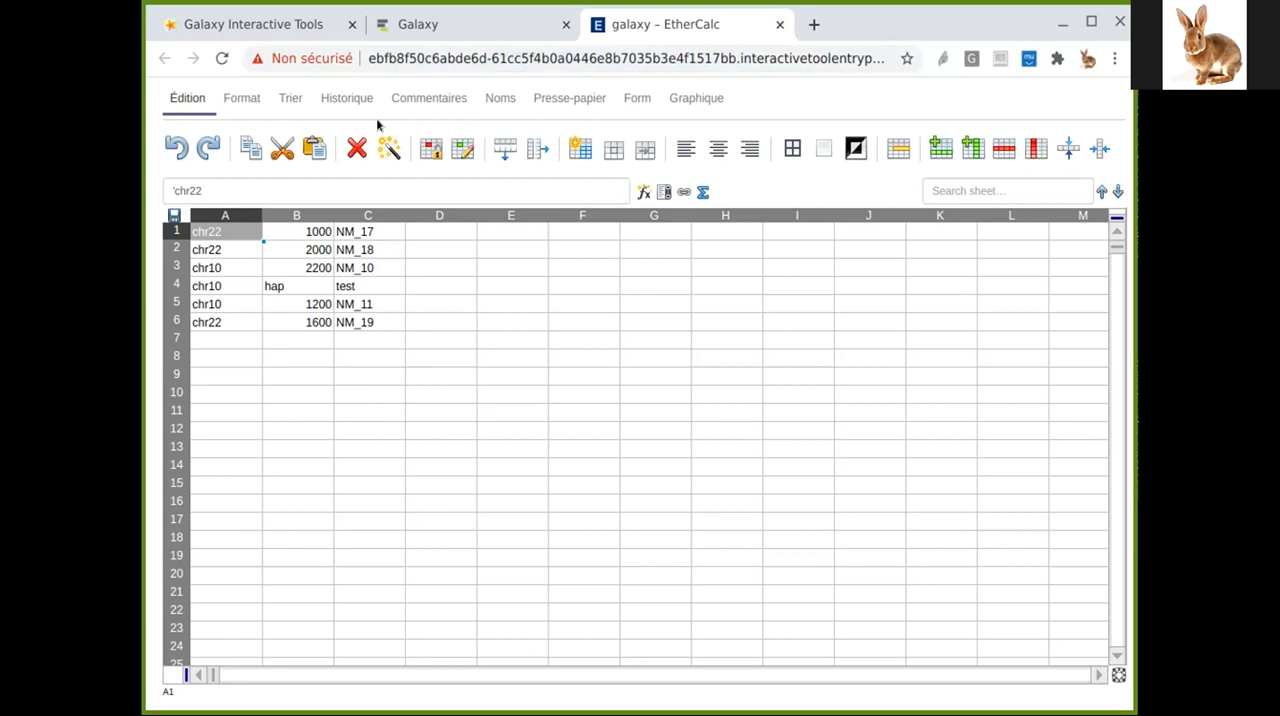 Galaxy Interactive Tools
Galaxy
E galaxy – EtherCalc
Non sécurisé ebfb8f50c6abde6d-61cc5f4b0a0446e8b7035b3e4f1517bb.interactivetoolentryp...
Édition Format Trier Historique Commentaires Noms Presse-papier Form Graphique
'chr22
Search sheet…
A B C D E F G H I J K L M
1 chr22 1000 NM_17
2 chr22 2000 NM_18
3 chr10 2200 NM_10
4 chr10 hap test
5 chr10 1200 NM_11
6 chr22 1600 NM_19
7
8
9
10
11
12
13
14
15
16
17
18
19
20
21
22
23
24
25
A1